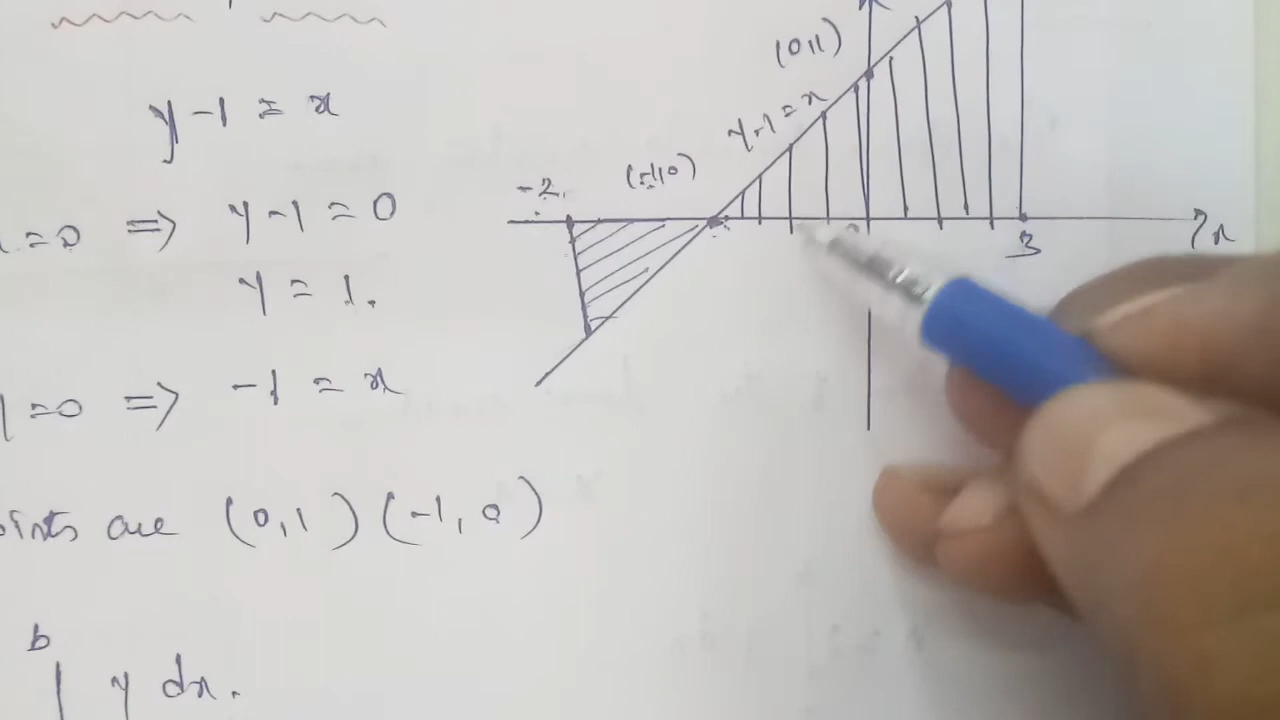 y - 1 = x
x = 0 ⇒ y - 1 = 0
y = 1.
y = 0 ⇒ -1 = x
points are (0,1) (-1, 0)
b
∫ y dx.
(0,1)
y-1 = x
(-1,0)
-2
3
x